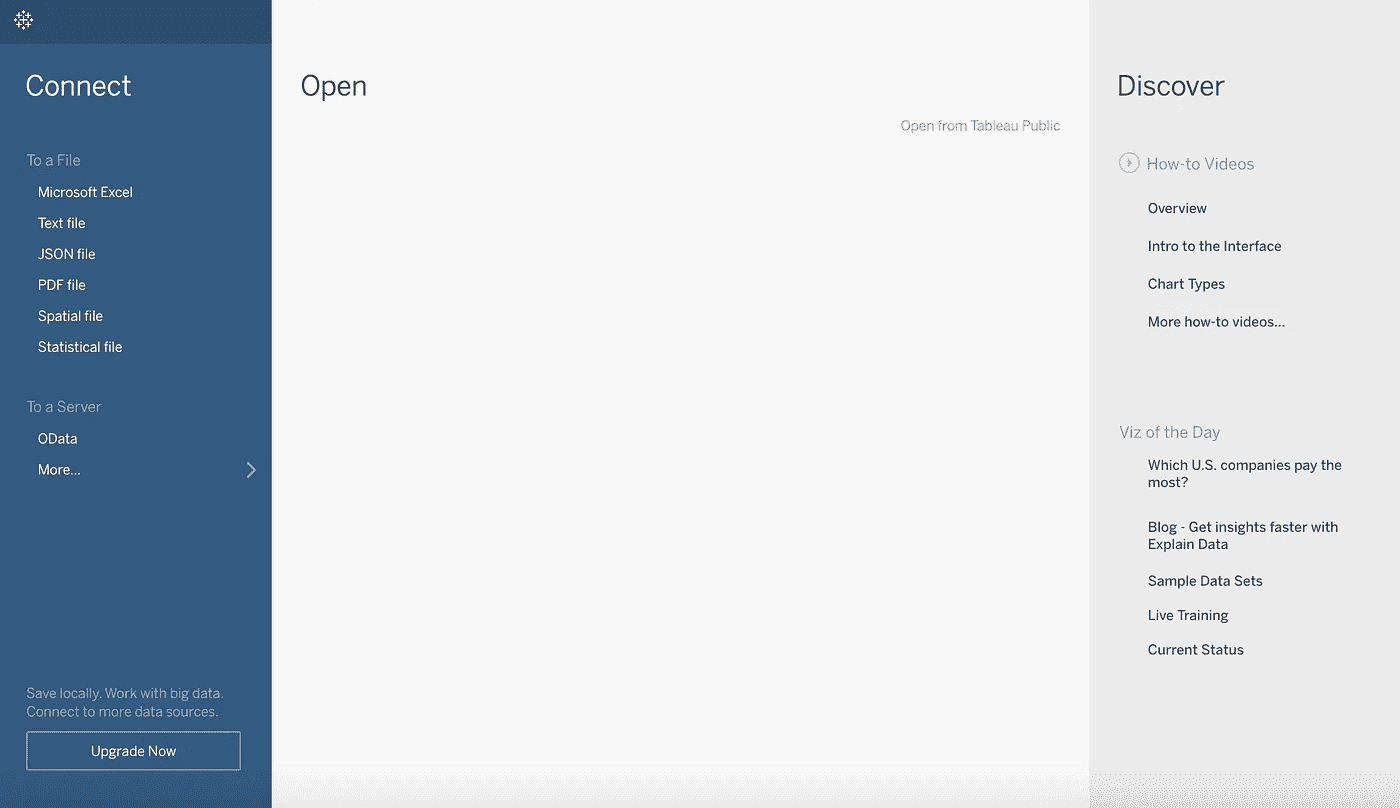 Connect
To a File
Microsoft Excel
Text file
JSON file
PDF file
Spatial file
Statistical file
To a Server
OData
More...
Save locally. Work with big data.
Connect to more data sources.
Upgrade Now
Open
Open from Tableau Public
Discover
How-to Videos
Overview
Intro to the Interface
Chart Types
More how-to videos...
Viz of the Day
Which U.S. companies pay the
most?
Blog - Get insights faster with
Explain Data
Sample Data Sets
Live Training
Current Status